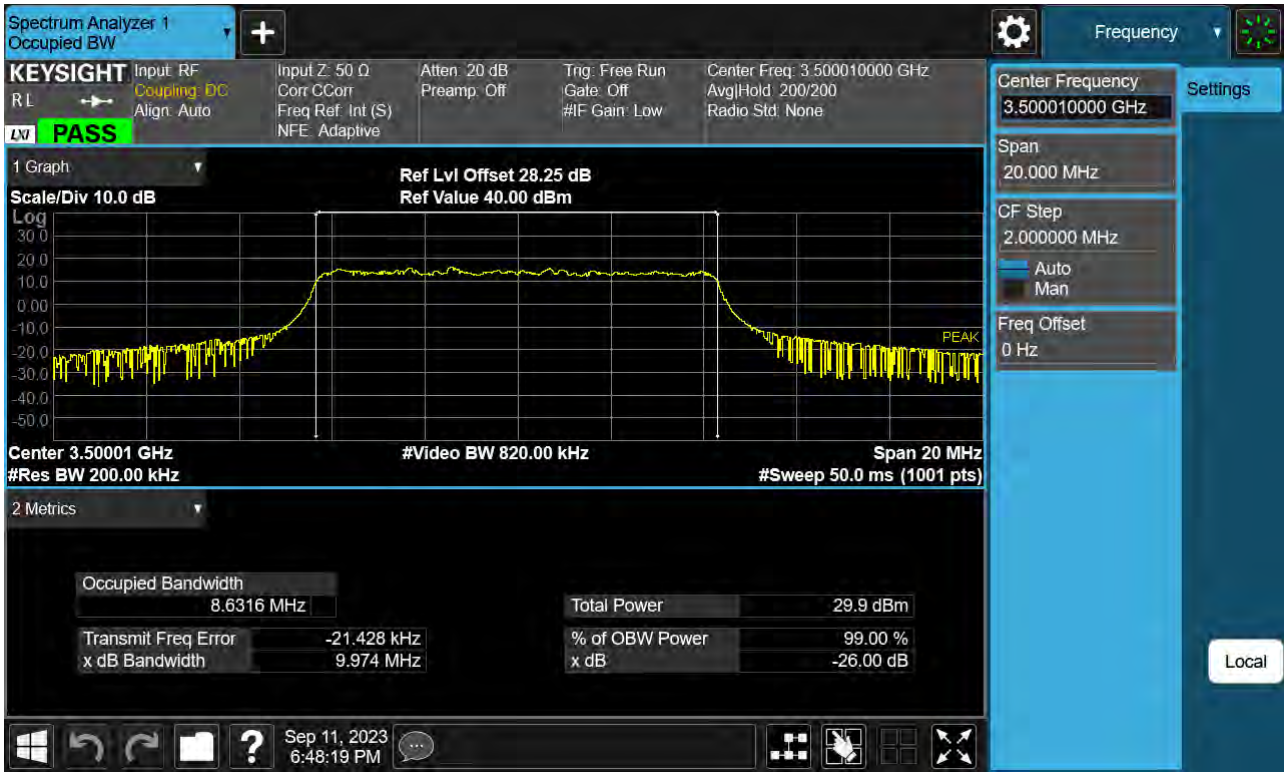 Spectrum Analyzer 1
Occupied BW
+
Frequency
KEYSIGHT
RL
LXI
PASS
Input: RF
Coupling: DC
Align: Auto
Input Z: 50 Ω
Corr CCorr
Freq Ref: Int (S)
NFE: Adaptive
Atten: 20 dB
Preamp: Off
Trig: Free Run
Gate: Off
#IF Gain: Low
Center Freq: 3.500010000 GHz
Avg|Hold: 200/200
Radio Std: None
Center Frequency
3.500010000 GHz
Settings
Span
20.000 MHz
CF Step
2.000000 MHz
Auto
Man
Freq Offset
0 Hz
Local
1 Graph
Scale/Div 10.0 dB
Ref Lvl Offset 28.25 dB
Ref Value 40.00 dBm
Log
30.0
20.0
10.0
0.00
-10.0
-20.0
-30.0
-40.0
-50.0
PEAK
Center 3.50001 GHz
#Video BW 820.00 kHz
Span 20 MHz
#Res BW 200.00 kHz
#Sweep 50.0 ms (1001 pts)
2 Metrics
Occupied Bandwidth
8.6316 MHz
Total Power 29.9 dBm
Transmit Freq Error -21.428 kHz
% of OBW Power 99.00 %
x dB Bandwidth 9.974 MHz
x dB -26.00 dB
?
Sep 11, 2023
6:48:19 PM